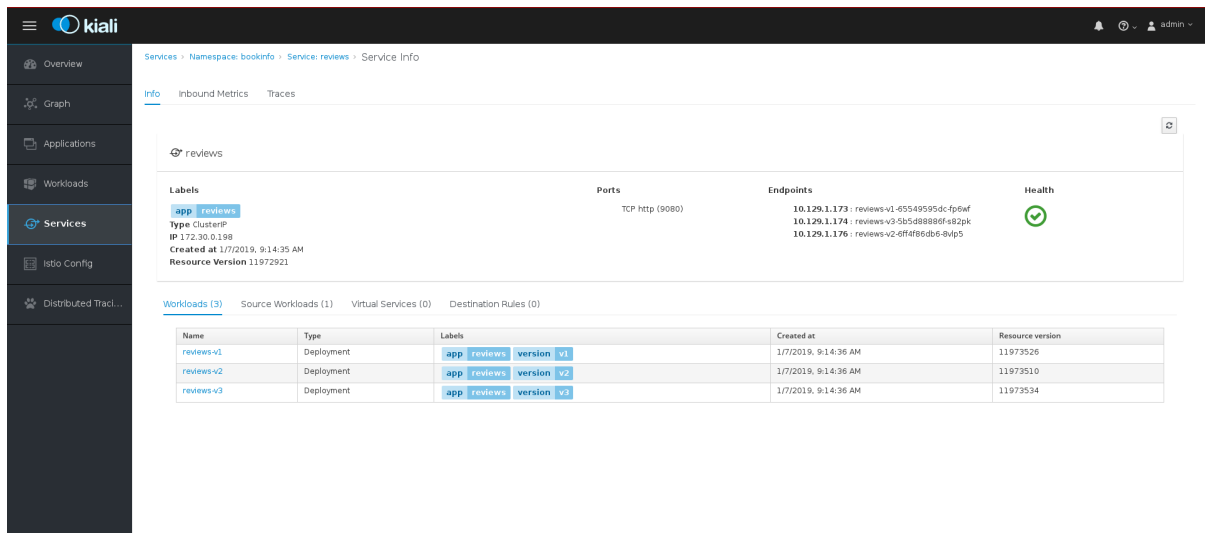 kiali
admin
Overview
Graph
Applications
Workloads
Services
Istio Config
Distributed Traci...
Services > Namespace: bookinfo > Service: reviews > Service Info
Info Inbound Metrics Traces
reviews
Labels Ports Endpoints Health
app reviews
Type ClusterIP
IP 172.30.0.198
Created at 1/7/2019, 9:14:35 AM
Resource Version 11972921
TCP http (9080)
10.129.1.173 : reviews-v1-65549595dc-fp6wf
10.129.1.174 : reviews-v3-5b5d88886f-s82pk
10.129.1.176 : reviews-v2-6ff4f86db6-8vlp5
Workloads (3) Source Workloads (1) Virtual Services (0) Destination Rules (0)
Name Type Labels Created at Resource version
reviews-v1 Deployment app reviews version v1 1/7/2019, 9:14:36 AM 11973526
reviews-v2 Deployment app reviews version v2 1/7/2019, 9:14:36 AM 11973510
reviews-v3 Deployment app reviews version v3 1/7/2019, 9:14:36 AM 11973534